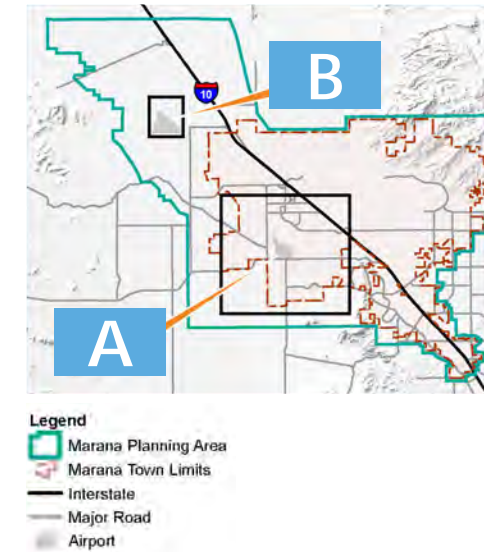 B
10
A
Legend
Marana Planning Area
Marana Town Limits
Interstate
Major Road
Airport